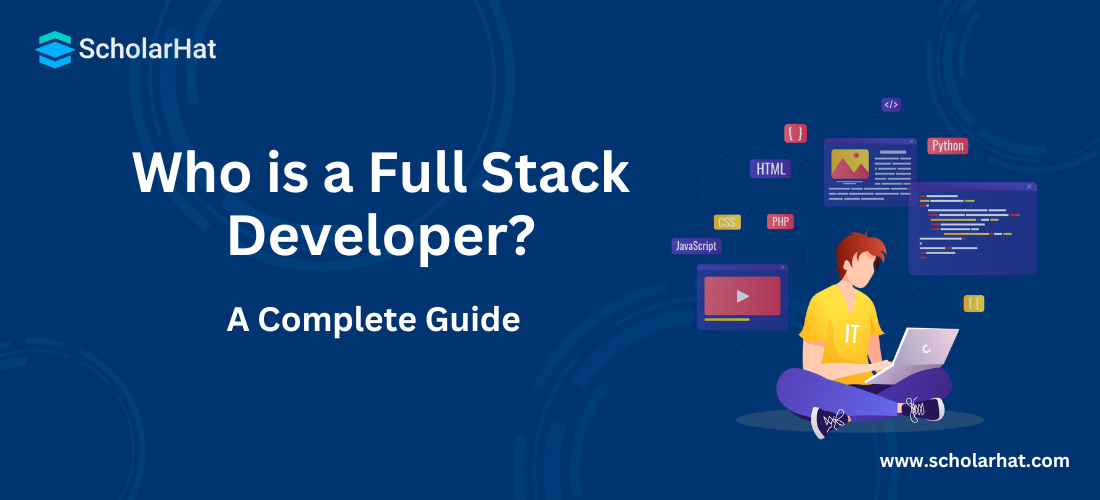 ScholarHat
Who is a Full Stack
Developer?
A Complete Guide
</>
{ }
Python
HTML
CSS
PHP
JavaScript
[ ]
IT
www.scholarhat.com